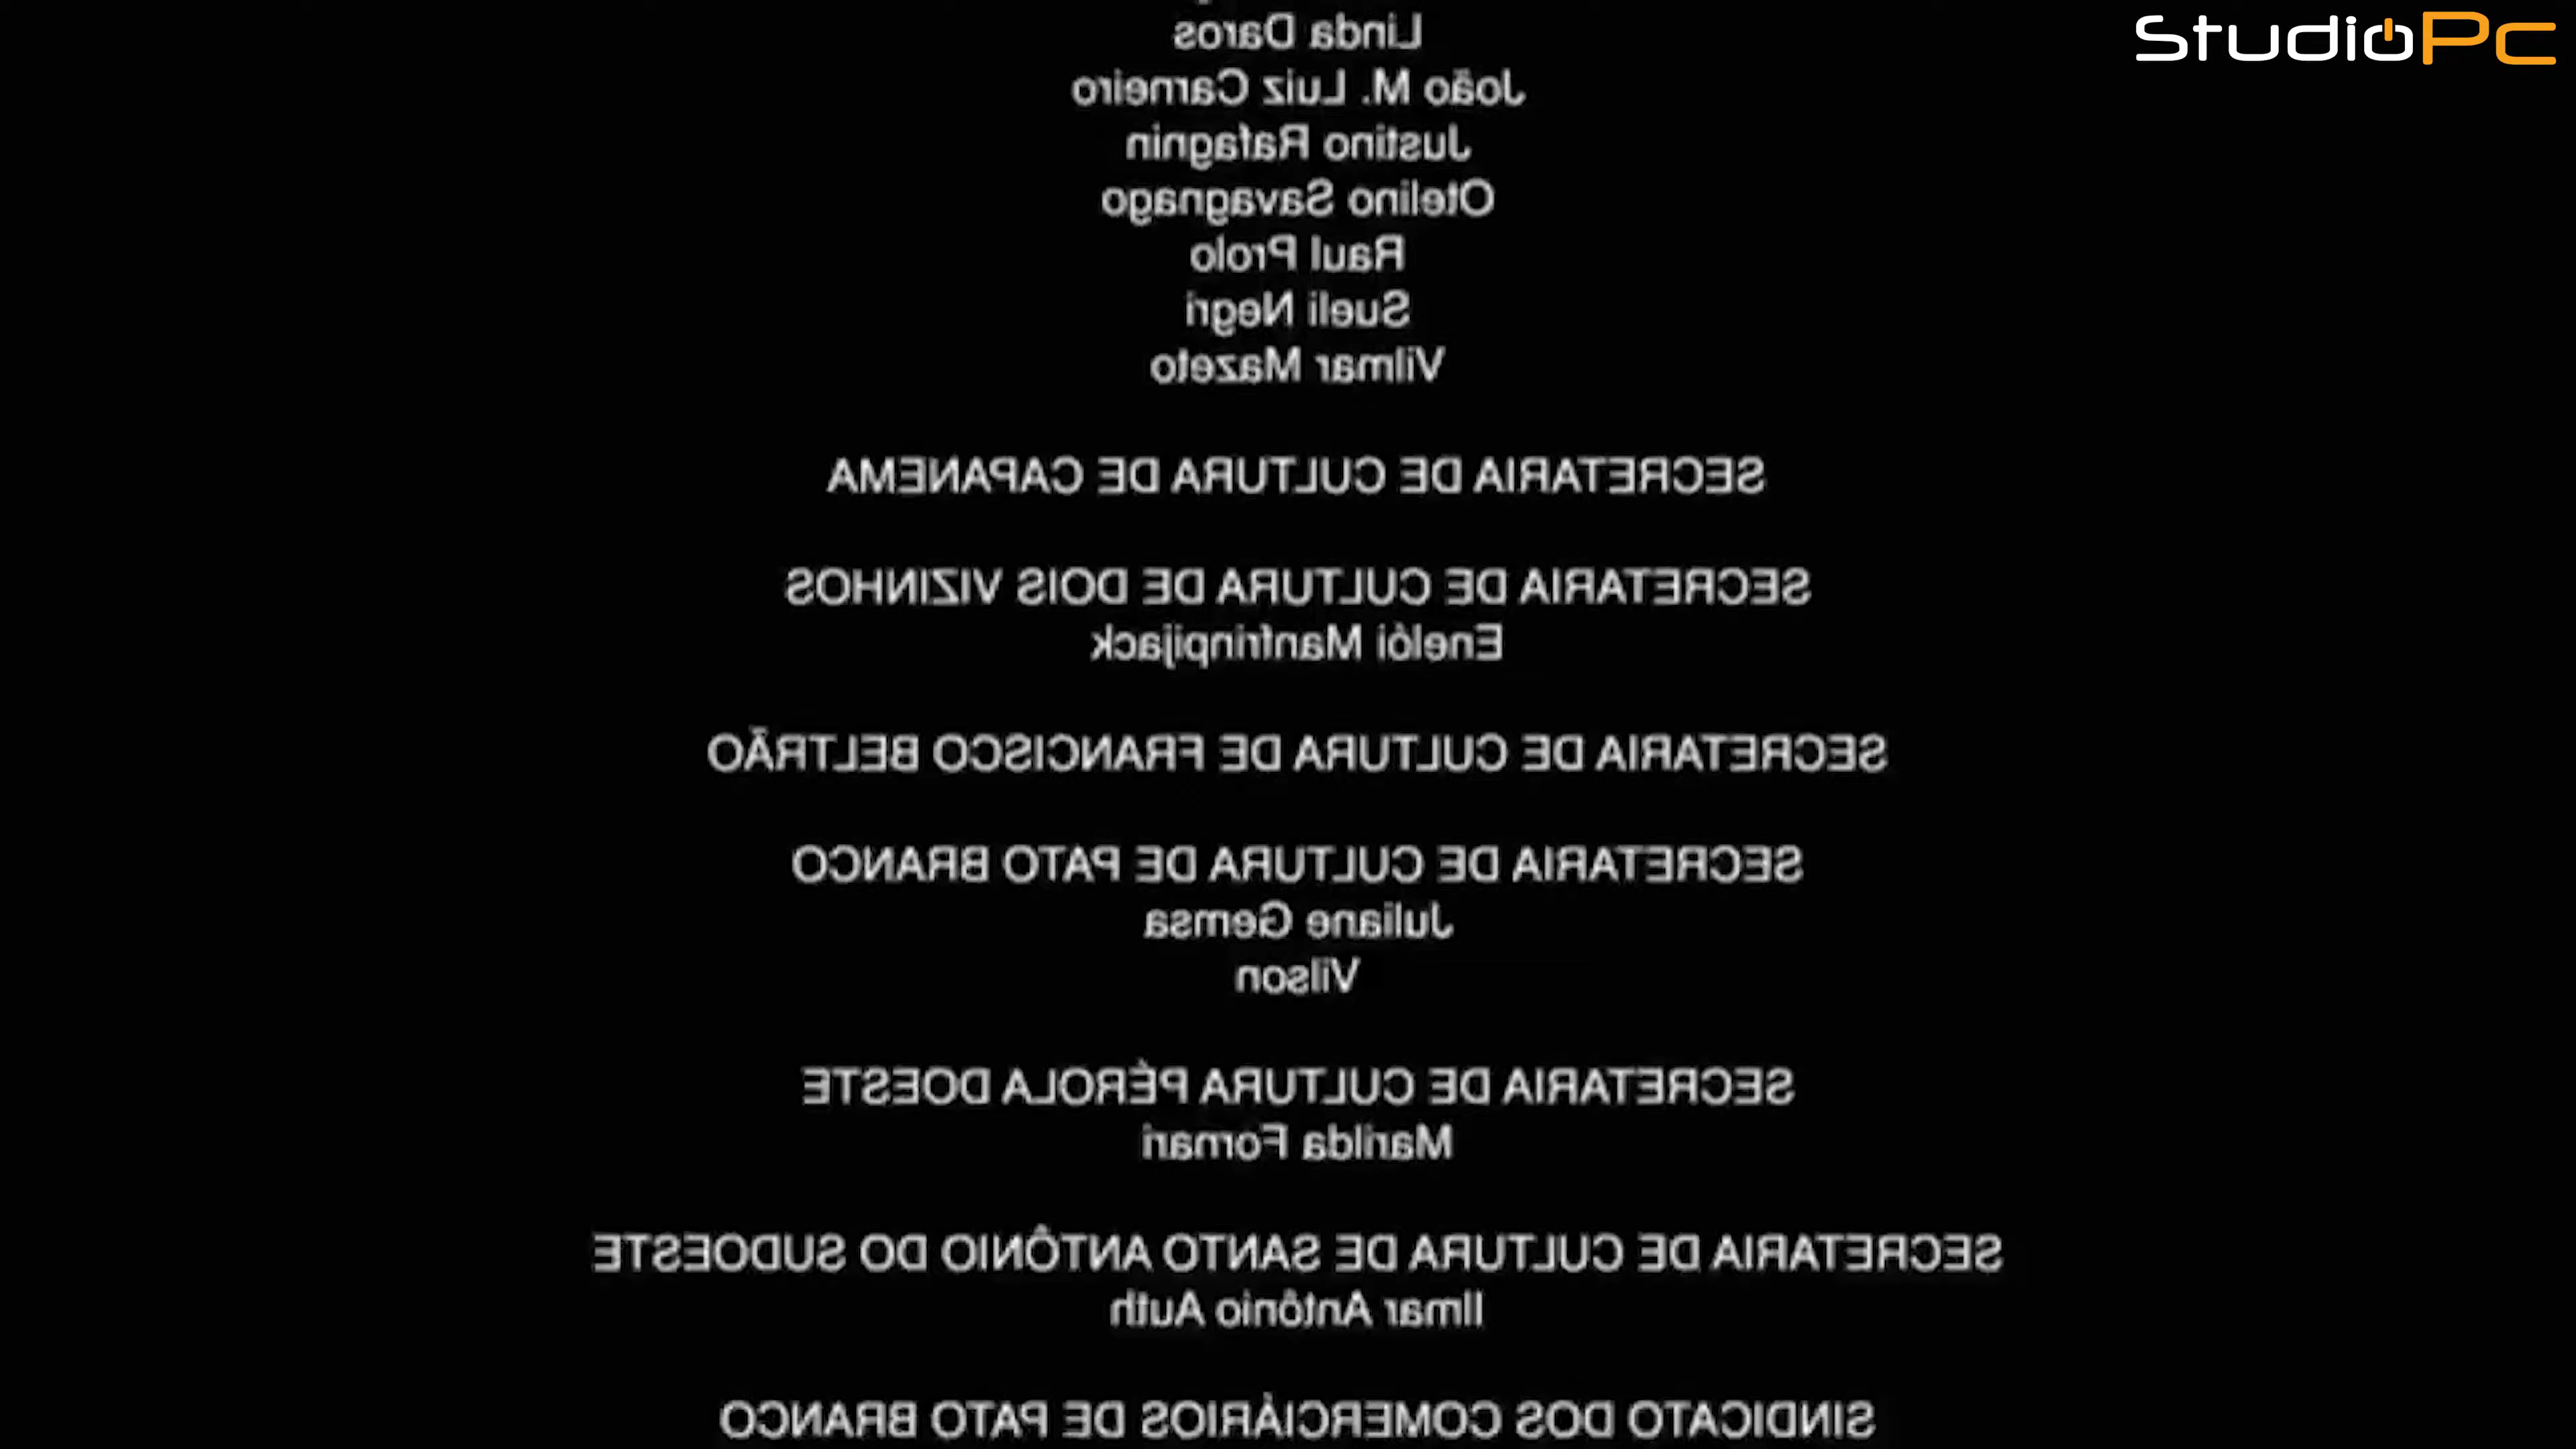 StudioPc
Linda Daros
João M. Luiz Carneiro
Justino Rafagnin
Otelino Savagnago
Raul Prolo
Sueli Negri
Vilmar Mazeto
SECRETARIA DE CULTURA DE CAPANEMA
SECRETARIA DE CULTURA DE DOIS VIZINHOS
Enelói Manfrinpijack
SECRETARIA DE CULTURA DE FRANCISCO BELTRÃO
SECRETARIA DE CULTURA DE PATO BRANCO
Juliane Gemsa
Vilson
SECRETARIA DE CULTURA PÉROLA DOESTE
Marilda Fornari
SECRETARIA DE CULTURA DE SANTO ANTÔNIO DO SUDOESTE
Ilmar Antônio Auth
SINDICATO DOS COMERCIÁRIOS DE PATO BRANCO